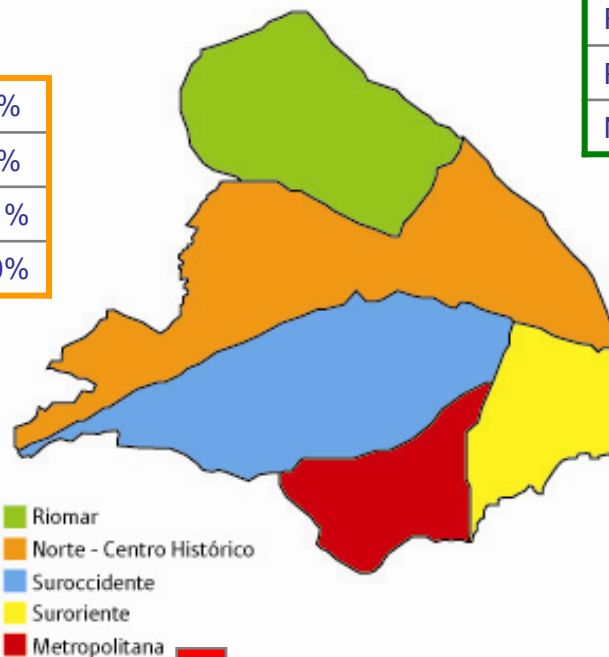 %
%
%
%
Riomar
Norte - Centro Histórico
Suroccidente
Suroriente
Metropolitana